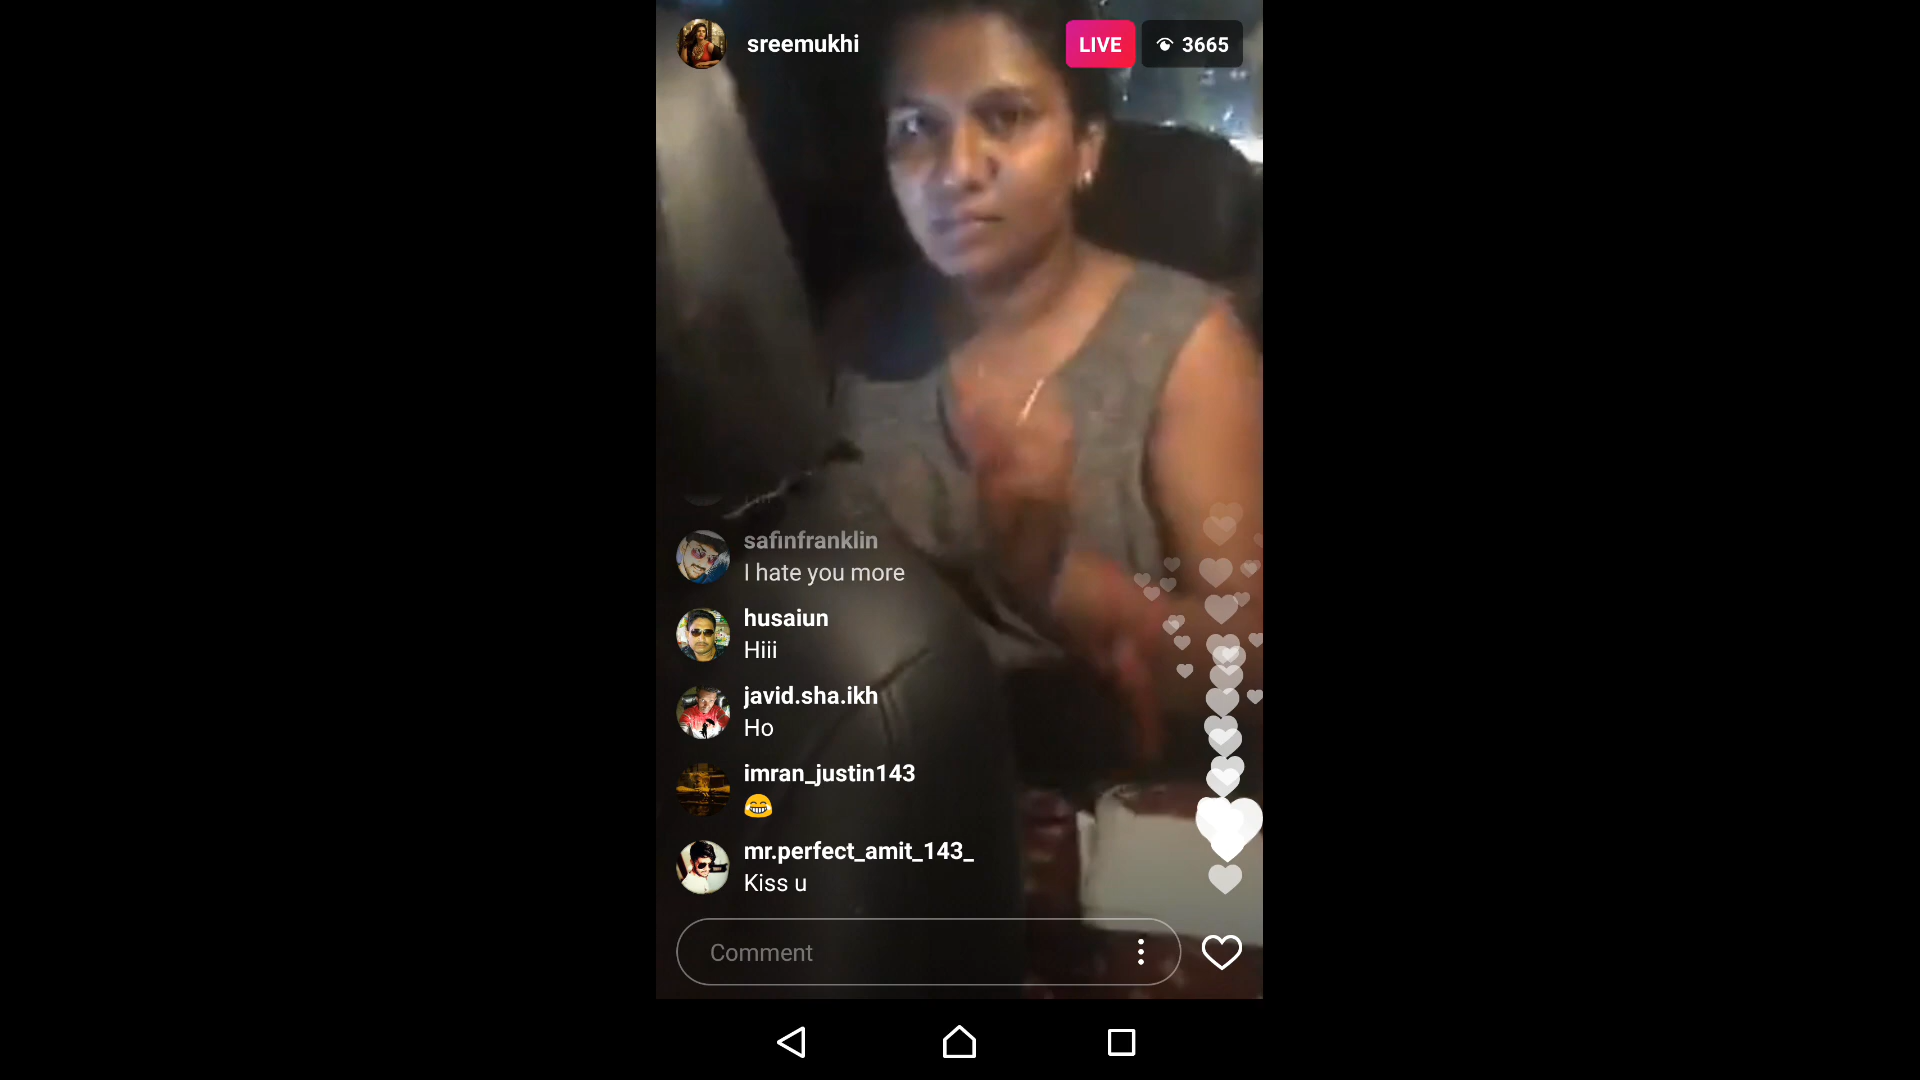 sreemukhi
LIVE
3665
safinfranklin
I hate you more
husaiun
Hiii
javid.sha.ikh
Ho
imran_justin143
😂
mr.perfect_amit_143_
Kiss u
Comment